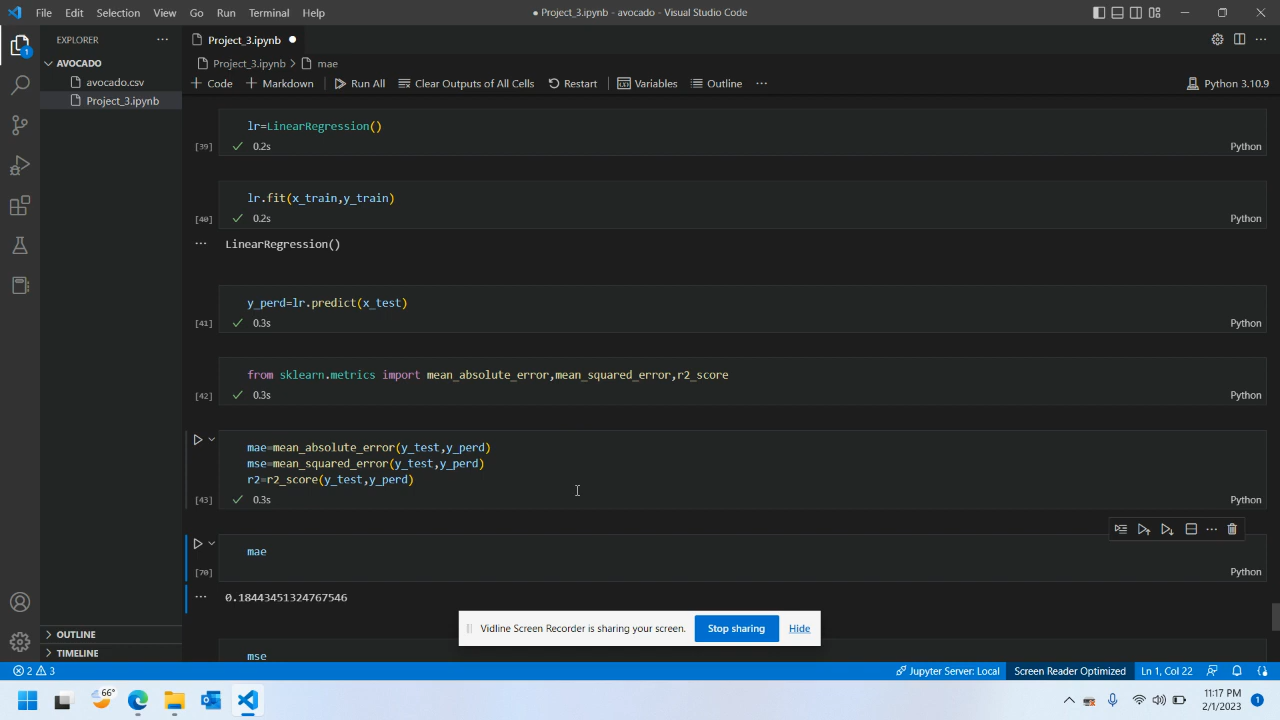 File Edit Selection View Go Run Terminal Help
● Project_3.ipynb - avocado - Visual Studio Code
EXPLORER
Project_3.ipynb ●
AVOCADO
avocado.csv
Project_3.ipynb
OUTLINE
TIMELINE
Project_3.ipynb > mae
+ Code + Markdown Run All Clear Outputs of All Cells Restart Variables Outline ... Python 3.10.9
lr=LinearRegression()
[39] ✓ 0.2s Python
lr.fit(x_train,y_train)
[40] ✓ 0.2s Python
... LinearRegression()
y_perd=lr.predict(x_test)
[41] ✓ 0.3s Python
from sklearn.metrics import mean_absolute_error,mean_squared_error,r2_score
[42] ✓ 0.3s Python
mae=mean_absolute_error(y_test,y_perd)
mse=mean_squared_error(y_test,y_perd)
r2=r2_score(y_test,y_perd)
[43] ✓ 0.3s Python
mae
[70] Python
... 0.18443451324767546
Vidline Screen Recorder is sharing your screen. Stop sharing Hide
mse
2 3 Jupyter Server: Local Screen Reader Optimized Ln 1, Col 22
1
66°
11:17 PM
2/1/2023
1